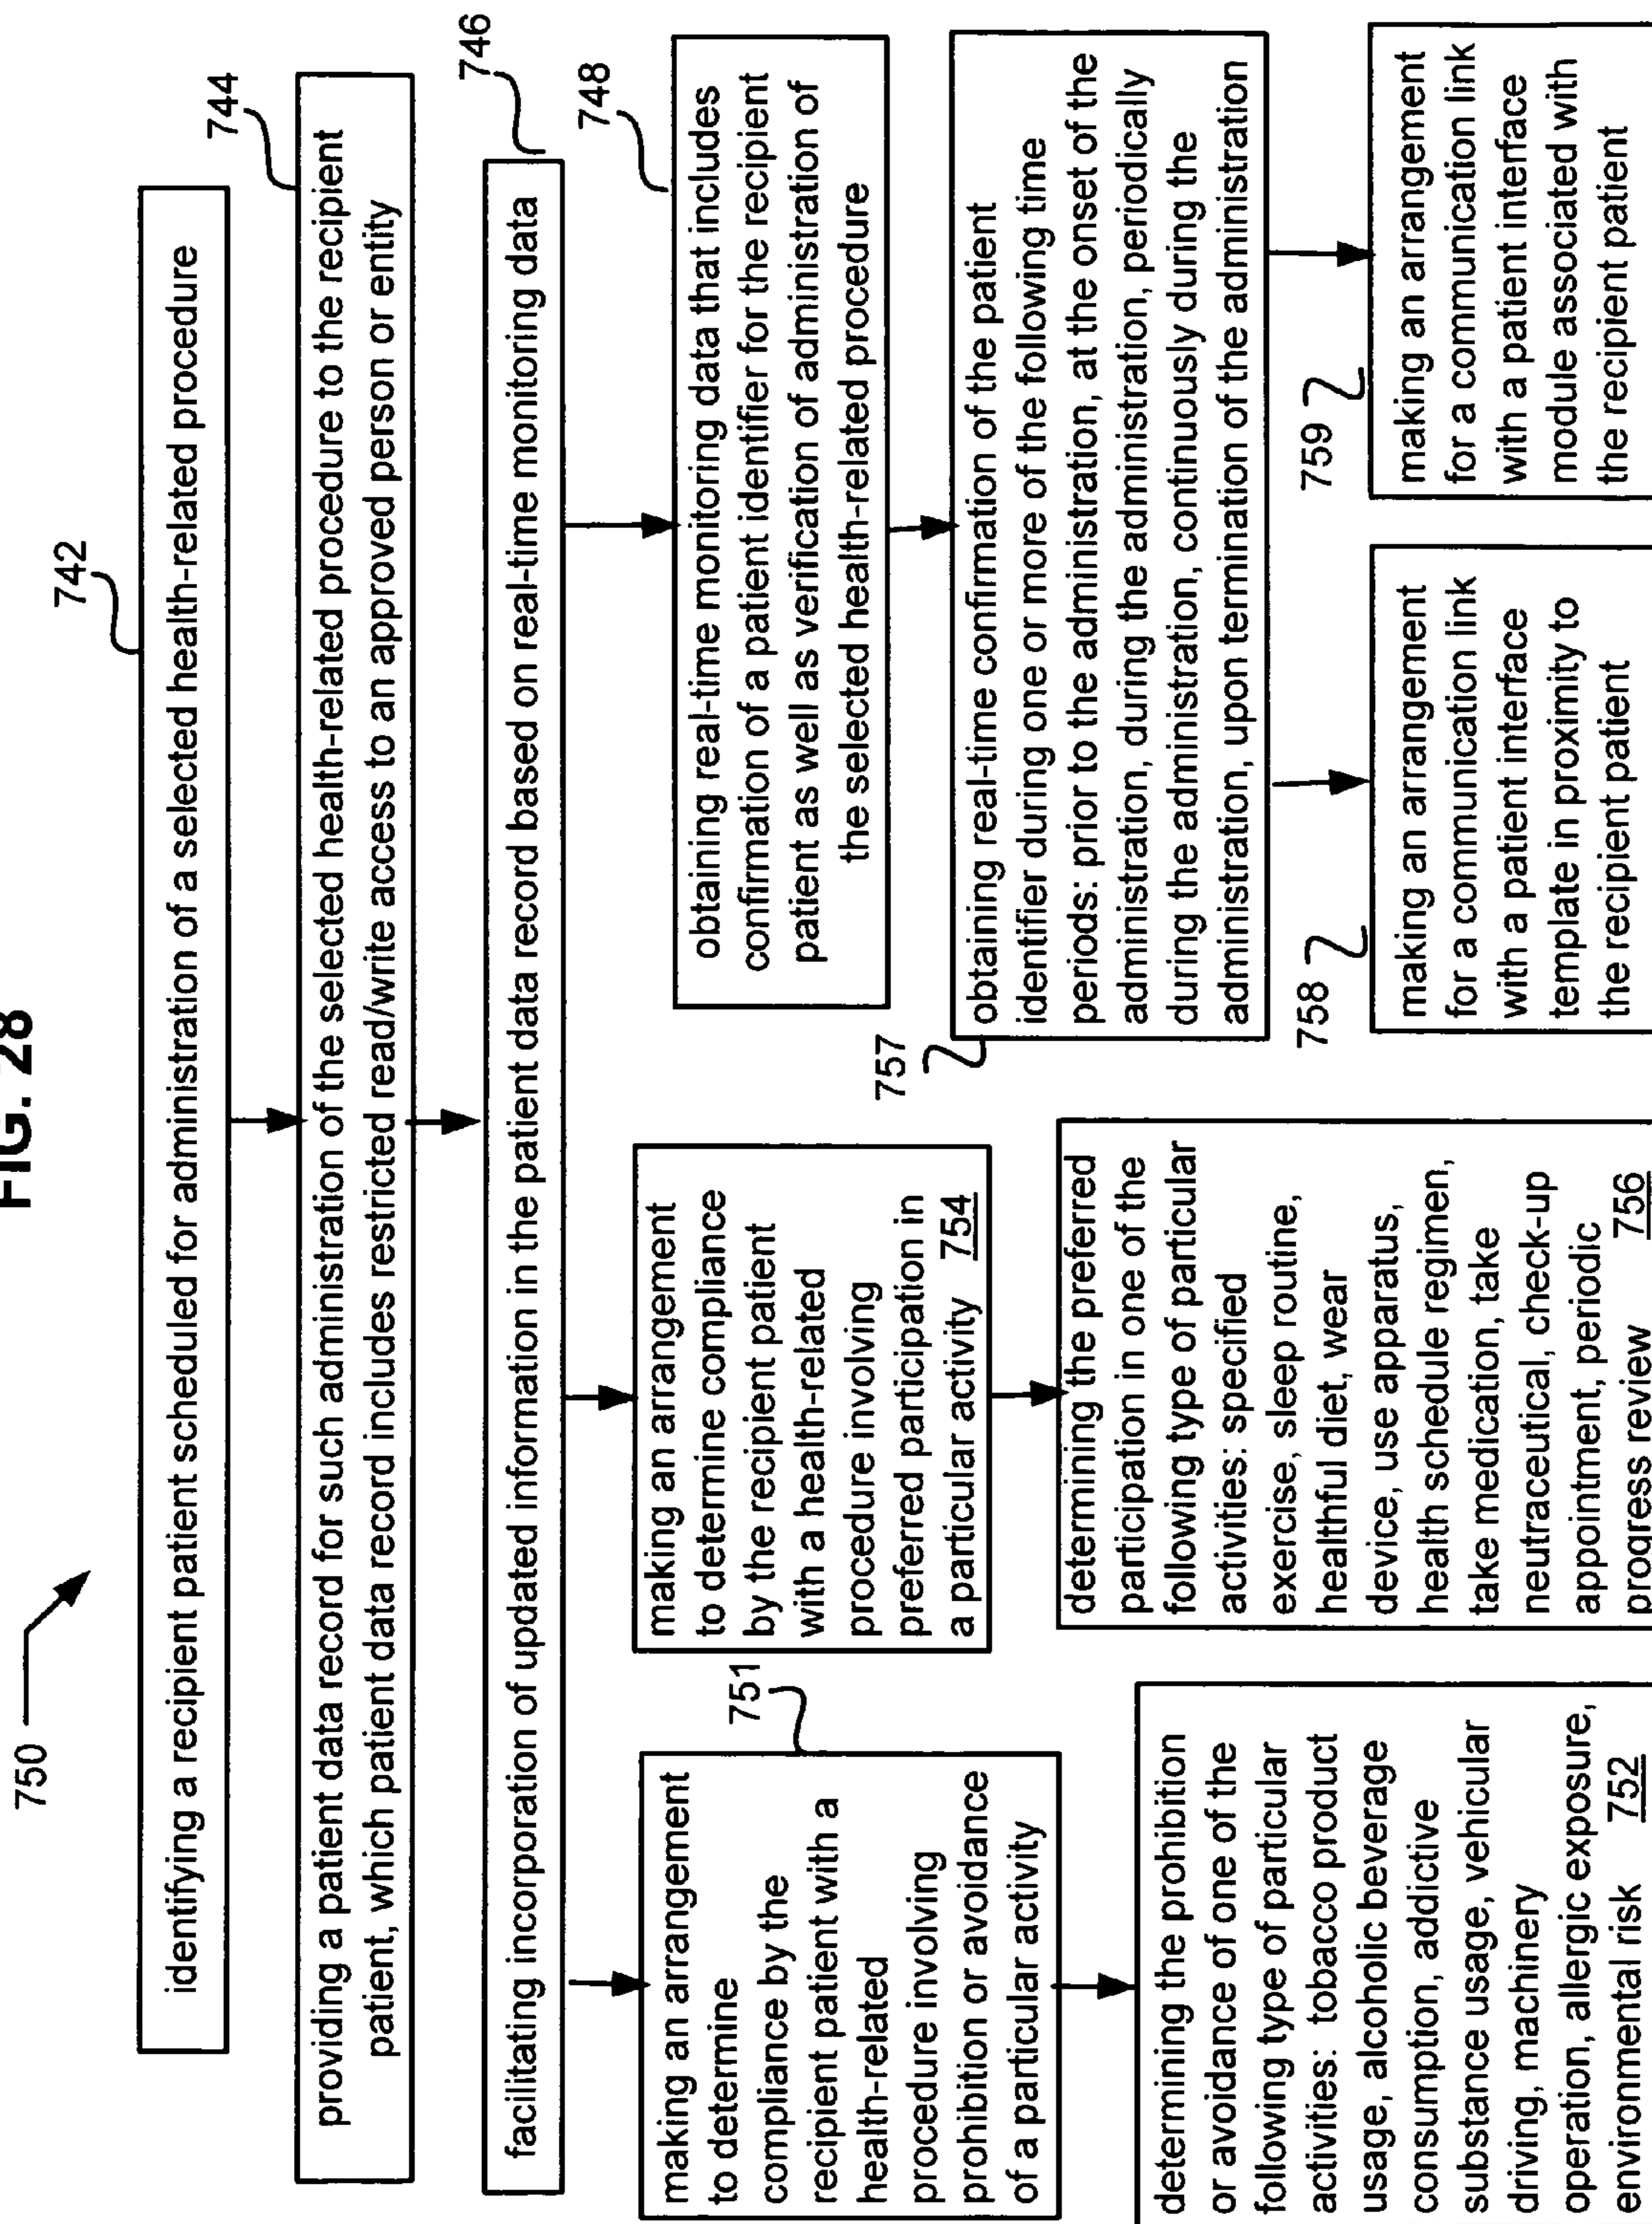 FIG. 28
750
742
identifying a recipient patient scheduled for administration of a selected health-related procedure
744
providing a patient data record for such administration of the selected health-related procedure to the recipient
patient, which patient data record includes restricted read/write access to an approved person or entity
746
facilitating incorporation of updated information in the patient data record based on real-time monitoring data
751
making an arrangement
to determine
compliance by the
recipient patient with a
health-related
procedure involving
prohibition or avoidance
of a particular activity
determining the prohibition
or avoidance of one of the
following type of particular
activities: tobacco product
usage, alcoholic beverage
consumption, addictive
substance usage, vehicular
driving, machinery
operation, allergic exposure,
environmental risk 752
making an arrangement
to determine compliance
by the recipient patient
with a health-related
procedure involving
preferred participation in
a particular activity 754
determining the preferred
participation in one of the
following type of particular
activities: specified
exercise, sleep routine,
healthful diet, wear
device, use apparatus,
health schedule regimen,
take medication, take
neutraceutical, check-up
appointment, periodic
progress review 756
748
obtaining real-time monitoring data that includes
confirmation of a patient identifier for the recipient
patient as well as verification of administration of
the selected health-related procedure
757
obtaining real-time confirmation of the patient
identifier during one or more of the following time
periods: prior to the administration, at the onset of the
administration, during the administration, periodically
during the administration, continuously during the
administration, upon termination of the administration
758
making an arrangement
for a communication link
with a patient interface
template in proximity to
the recipient patient
759
making an arrangement
for a communication link
with a patient interface
module associated with
the recipient patient